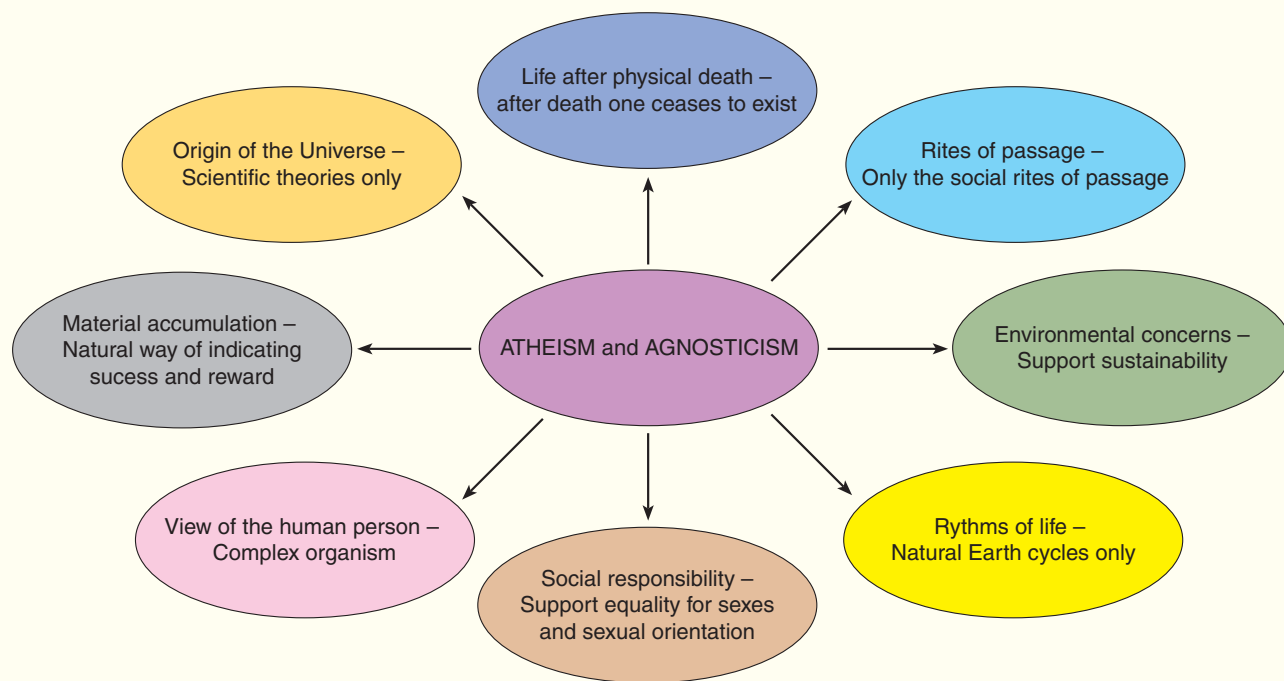 Life after physical death –
after death one ceases to exist
Origin of the Universe –
Scientific theories only
Rites of passage –
Only the social rites of passage
Material accumulation –
Natural way of indicating
sucess and reward
ATHEISM and AGNOSTICISM
Environmental concerns –
Support sustainability
View of the human person –
Complex organism
Rythms of life –
Natural Earth cycles only
Social responsibility –
Support equality for sexes
and sexual orientation